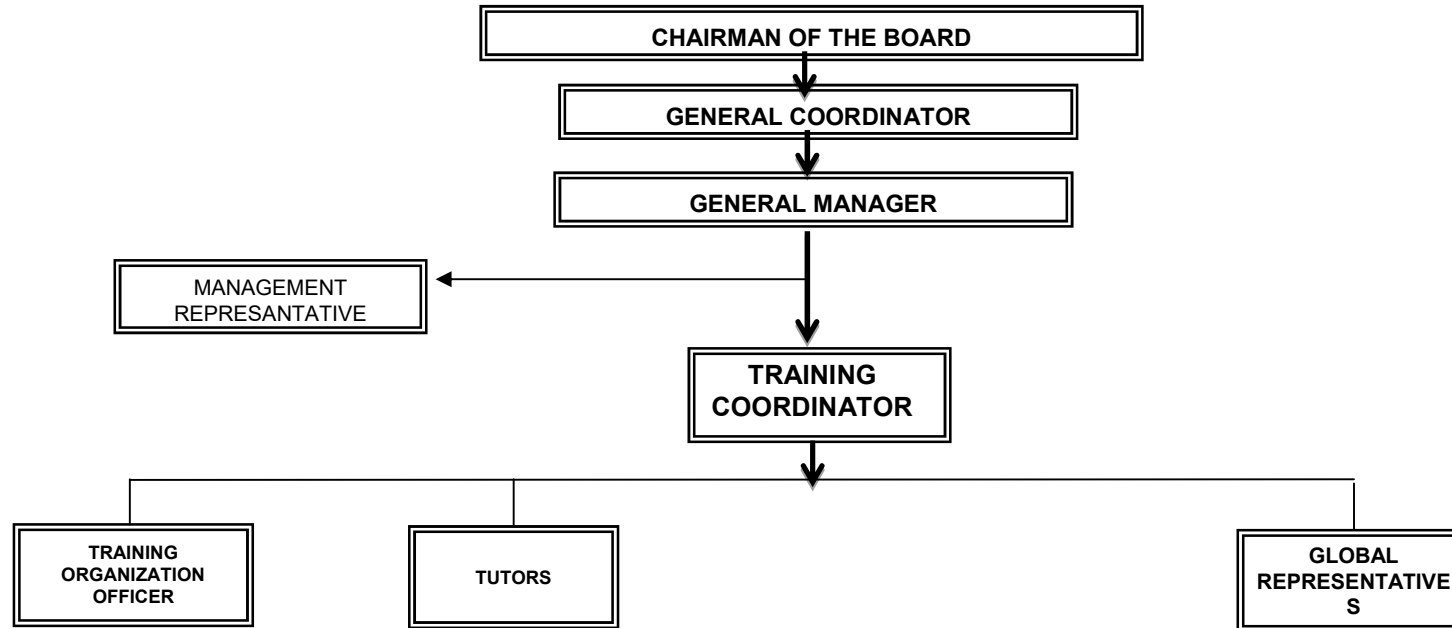 CHAIRMAN OF THE BOARD
GENERAL COORDINATOR
GENERAL MANAGER
MANAGEMENT
REPRESANTATIVE
TRAINING
COORDINATOR
TRAINING
ORGANIZATION
OFFICER
TUTORS
GLOBAL
REPRESENTATIVE
S